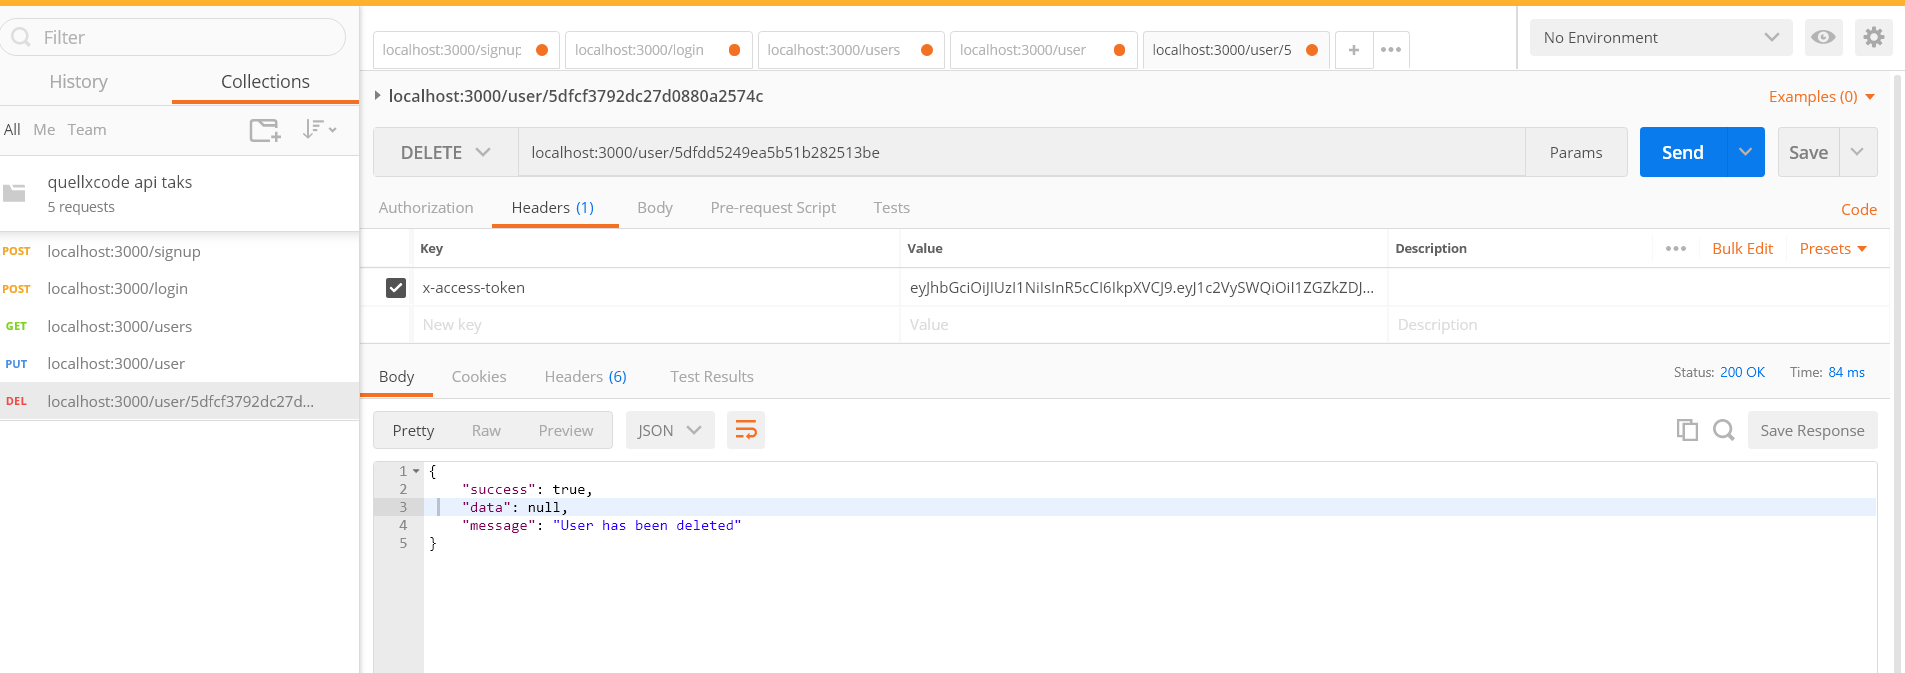 Filter
History
Collections
All Me Team
quellxcode api taks
5 requests
POST localhost:3000/signup
POST localhost:3000/login
GET localhost:3000/users
PUT localhost:3000/user
DEL localhost:3000/user/5dfcf3792dc27d...
localhost:3000/signup
localhost:3000/login
localhost:3000/users
localhost:3000/user
localhost:3000/user/5
+
•••
No Environment
localhost:3000/user/5dfcf3792dc27d0880a2574c
Examples (0)
DELETE
localhost:3000/user/5dfdd5249ea5b51b282513be
Params
Send
Save
Authorization
Headers (1)
Body
Pre-request Script
Tests
Code
Key
Value
Description
•••
Bulk Edit
Presets
x-access-token
eyJhbGciOiJIUzI1NiIsInR5cCI6IkpXVCJ9.eyJ1c2VySWQiOiI1ZGZkZDJ...
New key
Value
Description
Body
Cookies
Headers (6)
Test Results
Status: 200 OK
Time: 84 ms
Pretty
Raw
Preview
JSON
Save Response
1 {
2 "success": true,
3 "data": null,
4 "message": "User has been deleted"
5 }